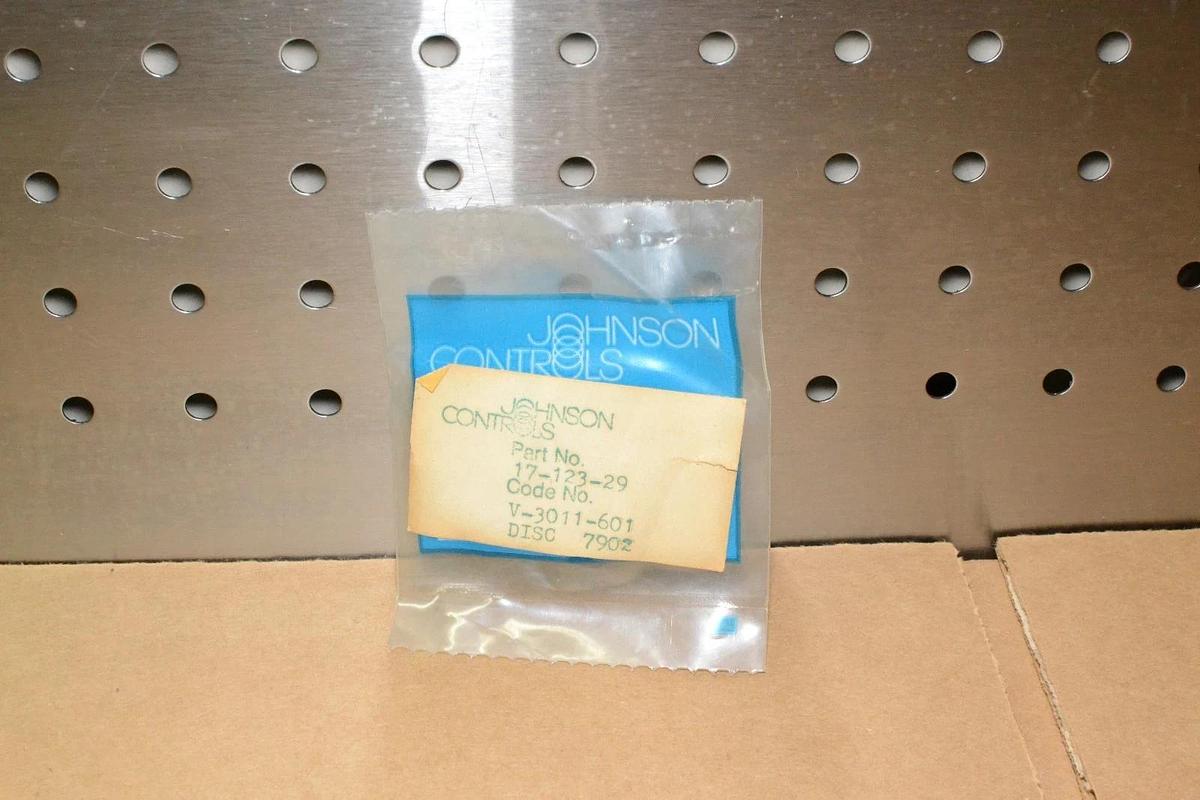 JOHNSON
CONTROLS
JOHNSON
CONTROLS
Part No.
17-123-29
Code No.
V-3011-601
DISC 7902